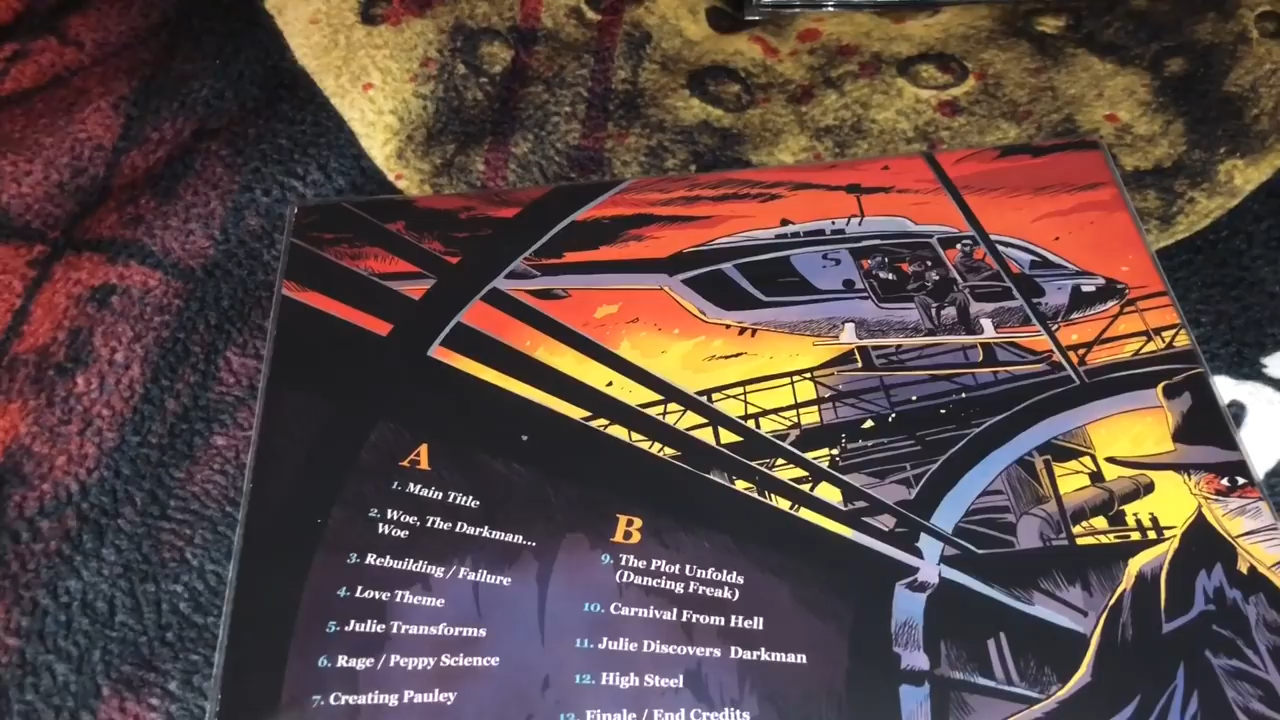 S
A
1. Main Title
2. Woe, The Darkman...
Woe
3. Rebuilding / Failure
4. Love Theme
5. Julie Transforms
6. Rage / Peppy Science
7. Creating Pauley
B
9. The Plot Unfolds
(Dancing Freak)
10. Carnival From Hell
11. Julie Discovers Darkman
12. High Steel
13. Finale / End Credits